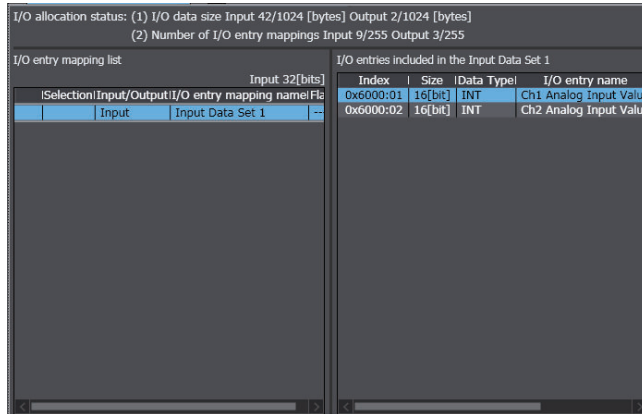 I/O allocation status: (1) I/O data size Input 42/1024 [bytes] Output 2/1024 [bytes]
(2) Number of I/O entry mappings Input 9/255 Output 3/255
I/O entry mapping list
Input 32[bits]
Selection Input/Output I/O entry mapping name Fla
Input Input Data Set 1 ---
I/O entries included in the Input Data Set 1
Index Size Data Type I/O entry name
0x6000:01 16[bit] INT Ch1 Analog Input Valu
0x6000:02 16[bit] INT Ch2 Analog Input Valu